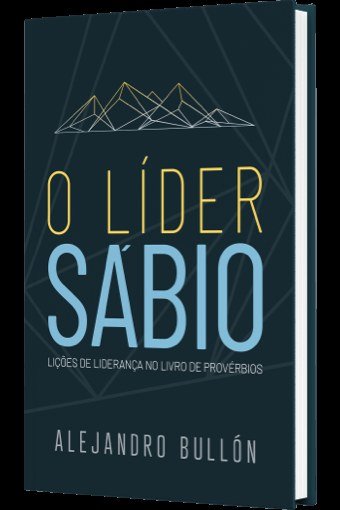 O LÍDER
SÁBIO
LIÇÕES DE LIDERANÇA NO LIVRO DE PROVÉRBIOS
ALEJANDRO BULLÓN